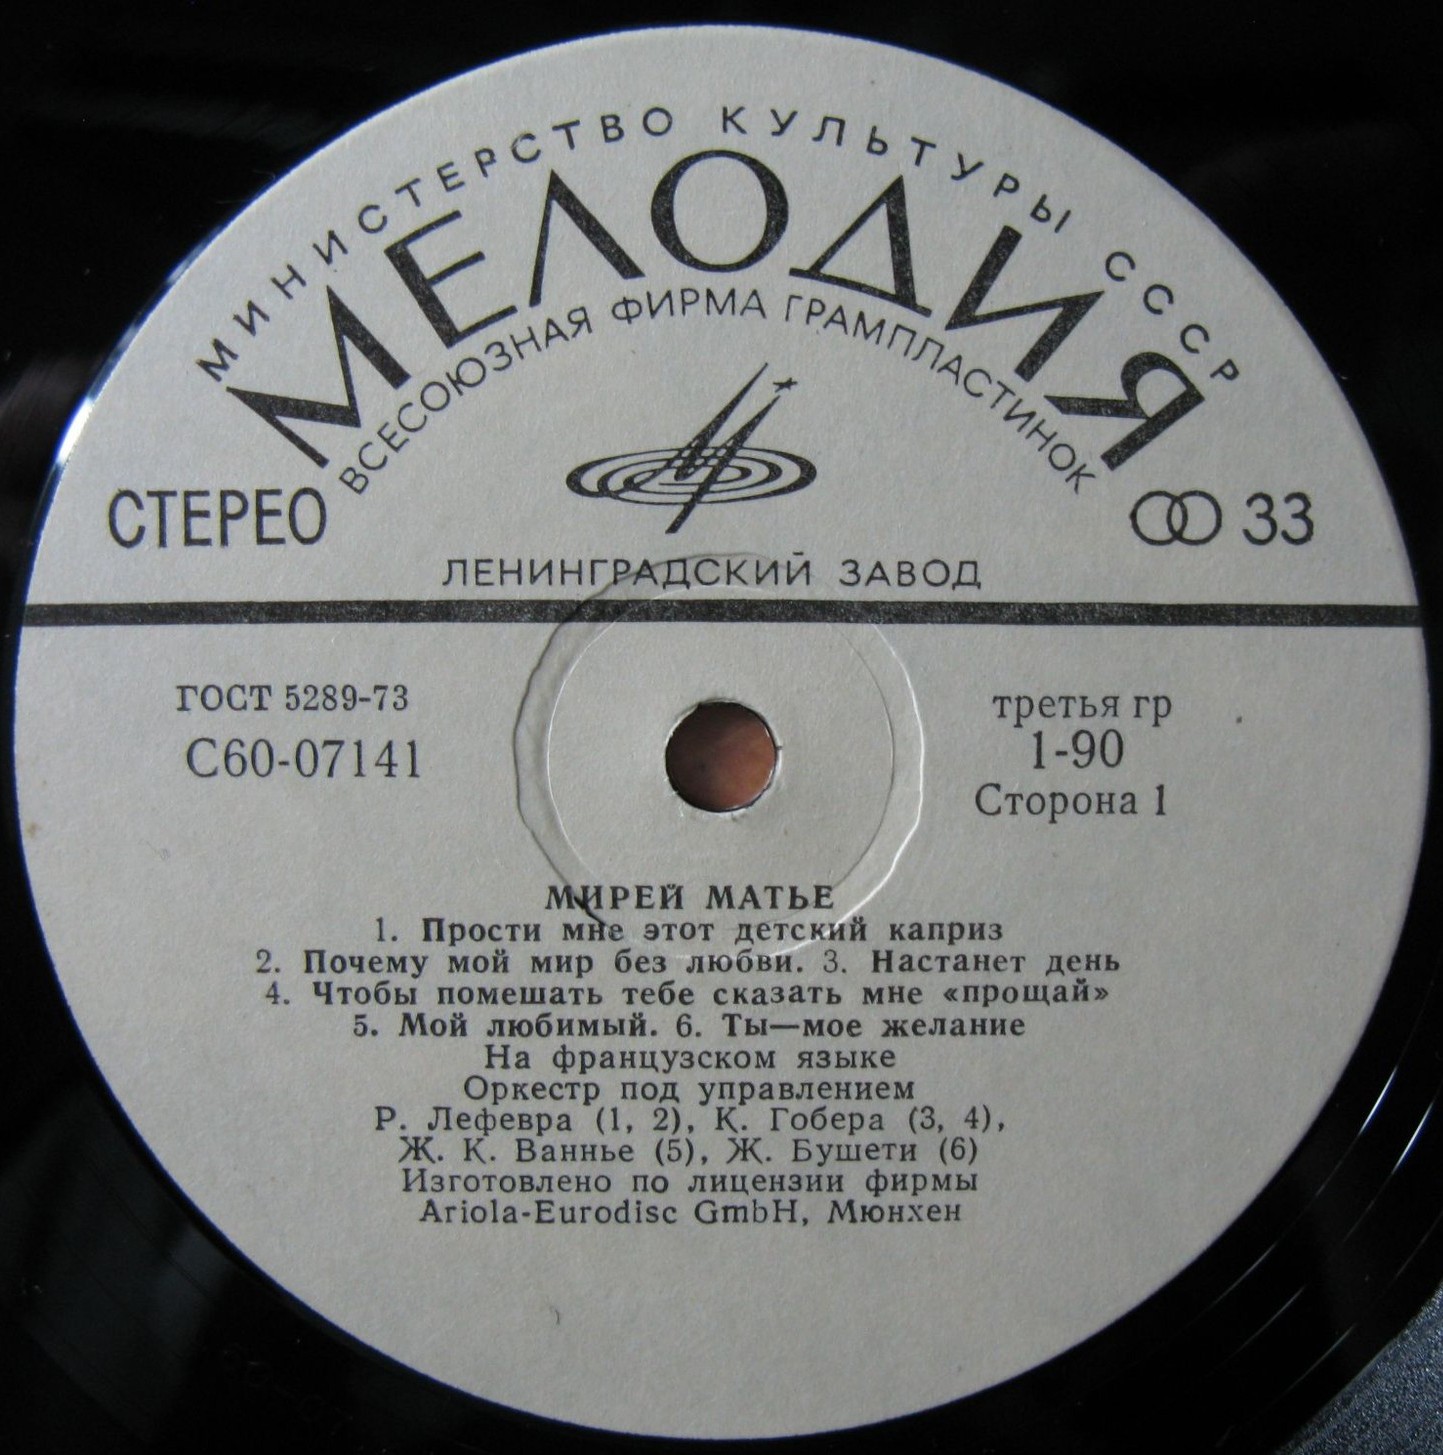 МИНИСТЕРСТВО КУЛЬТУРЫ СССР
МЕЛОДИЯ
ВСЕСОЮЗНАЯ ФИРМА ГРАМПЛАСТИНОК
СТЕРЕО
33
ЛЕНИНГРАДСКИЙ ЗАВОД
ГОСТ 5289-73
С60-07141
третья гр
1-90
Сторона 1
МИРЕЙ МАТЬЕ
1. Прости мне этот детский каприз
2. Почему мой мир без любви. 3. Настанет день
4. Чтобы помешать тебе сказать мне «прощай»
5. Мой любимый. 6. Ты—мое желание
На французском языке
Оркестр под управлением
Р. Лефевра (1, 2), К. Гобера (3, 4),
Ж. К. Ваннье (5), Ж. Бушети (6)
Изготовлено по лицензии фирмы
Ariola-Eurodisc GmbH, Мюнхен